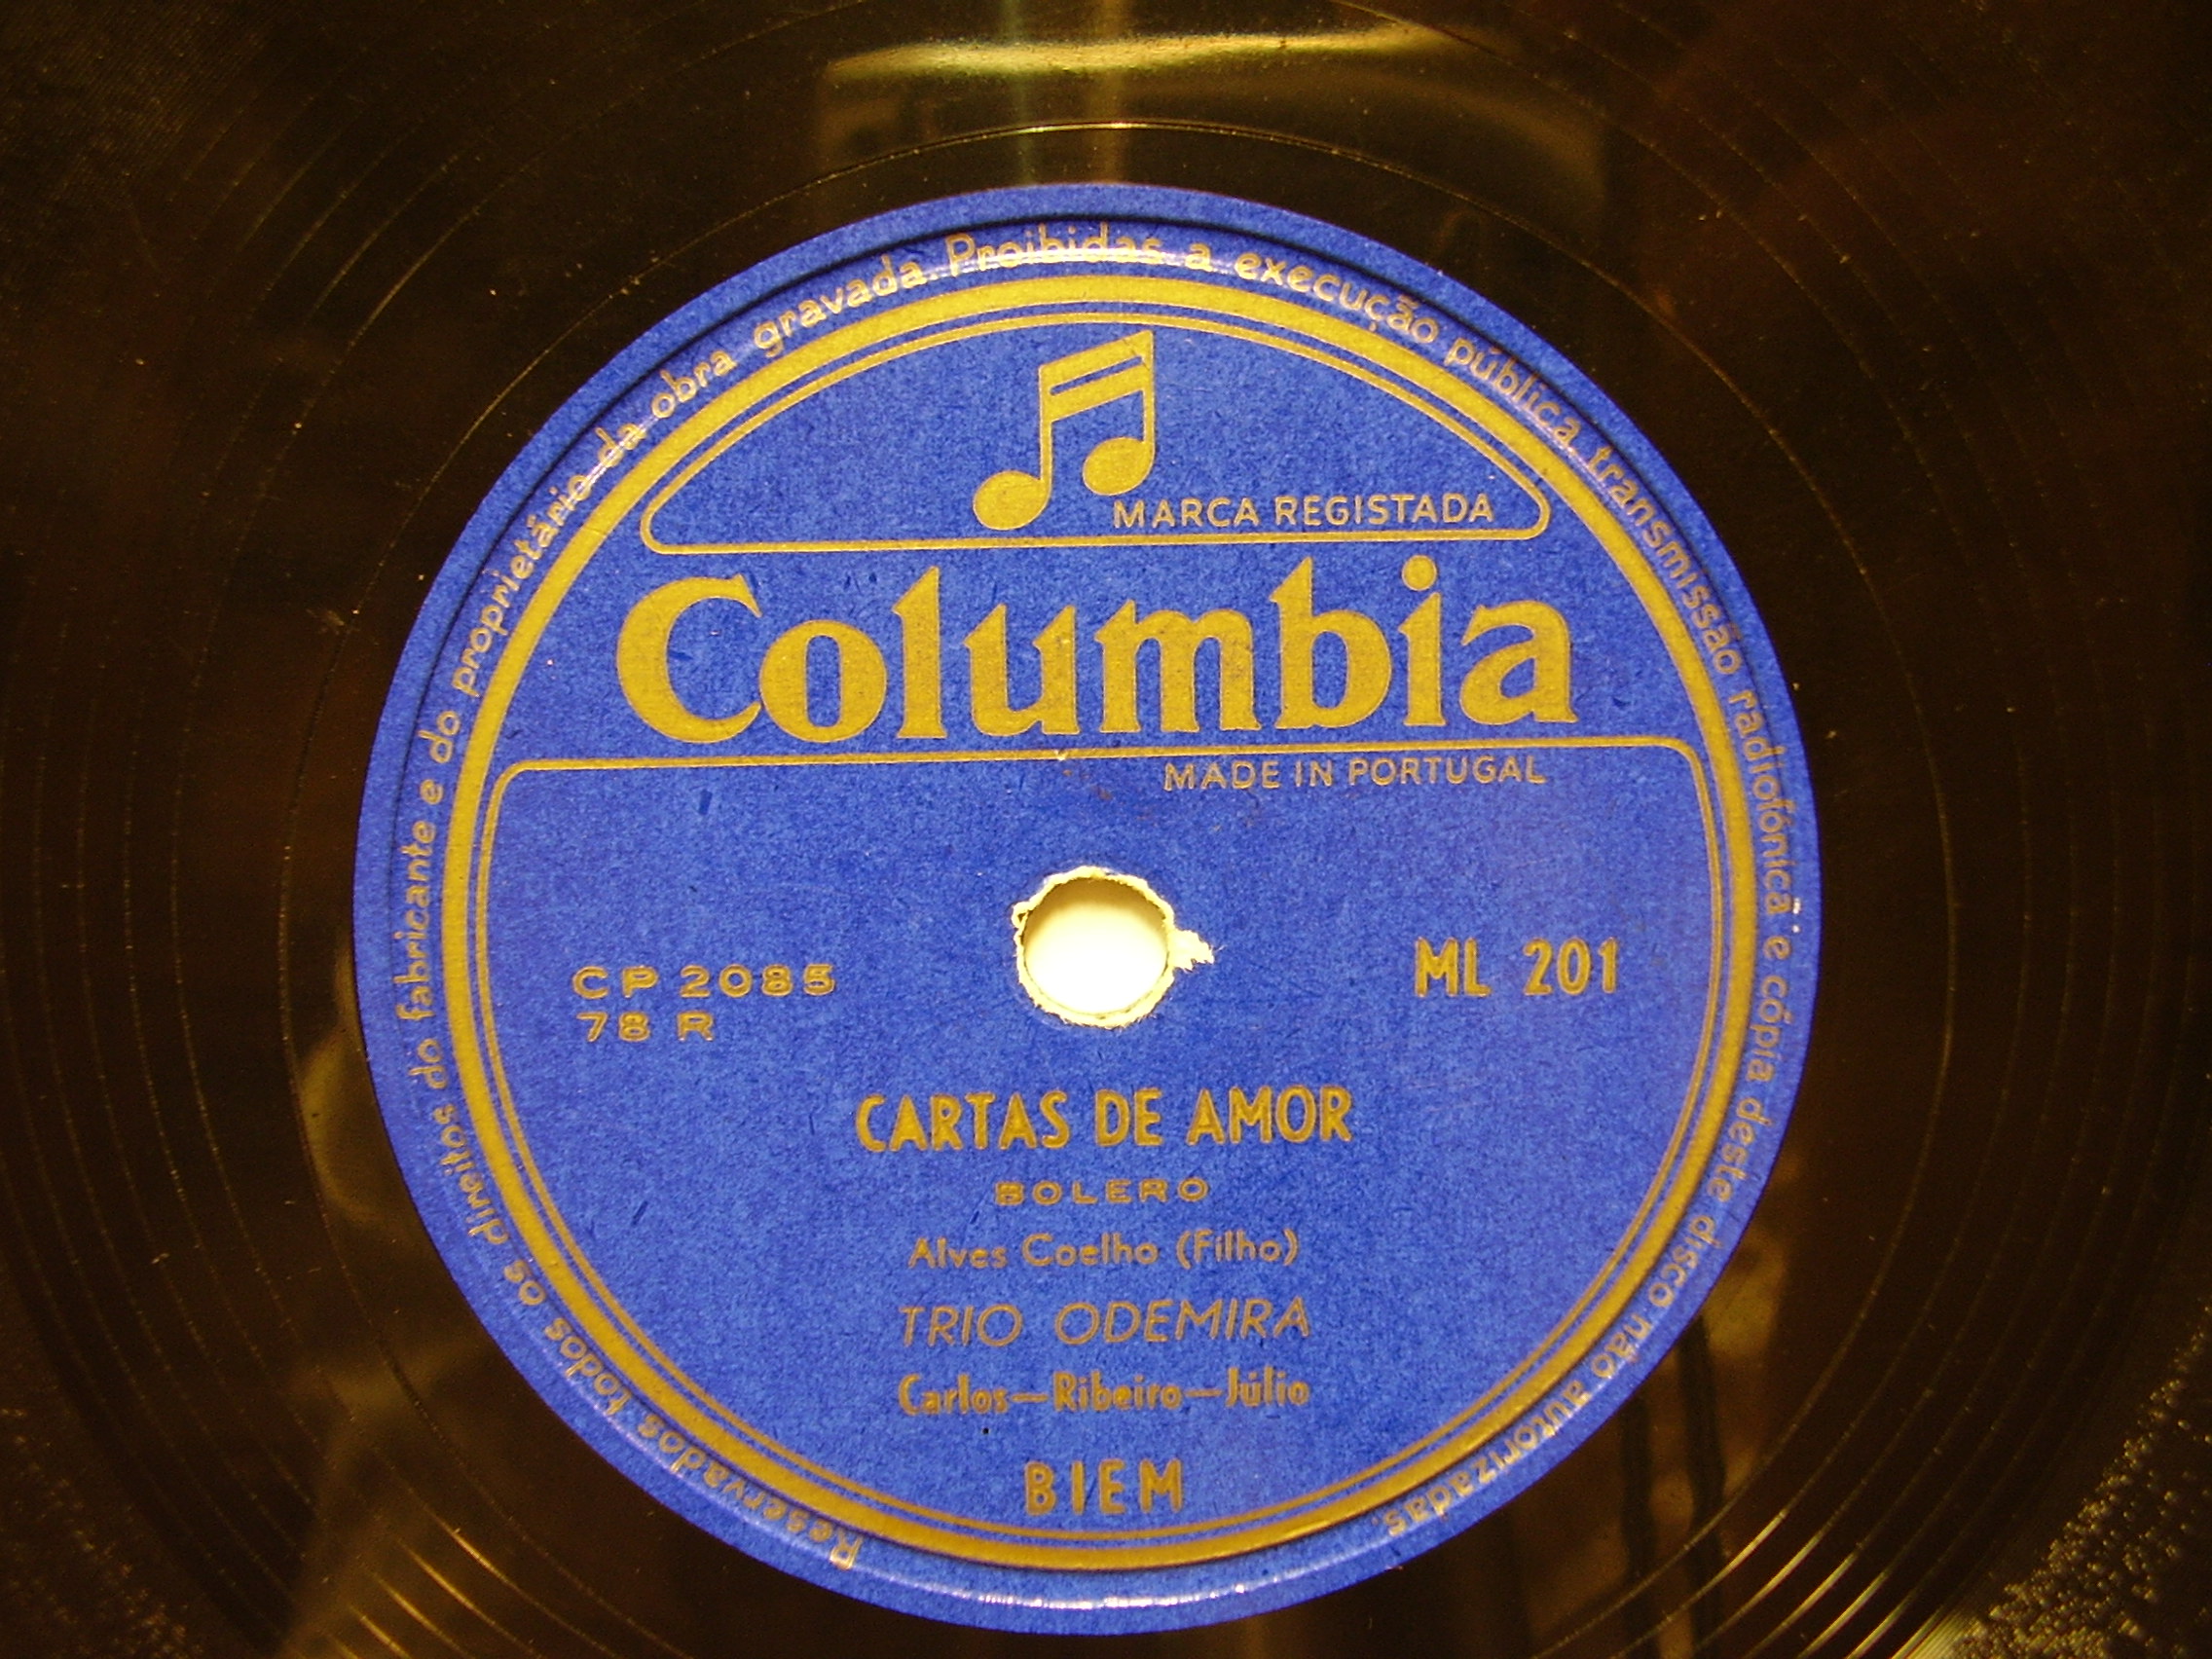 Reservados todos os direitos do fabricante e do proprietário da obra gravada. Proibidas a execução pública, transmissão radiofónica e cópia deste disco não autorizadas.
MARCA REGISTADA
Columbia
MADE IN PORTUGAL
CP 2085
78 R
ML 201
CARTAS DE AMOR
BOLERO
Alves Coelho (Filho)
TRIO ODEMIRA
Carlos—Ribeiro—Júlio
BIEM